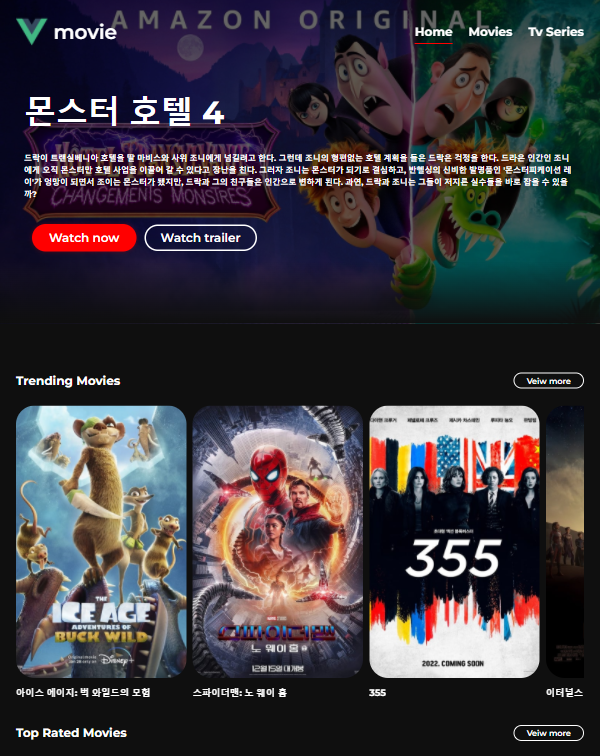 AMAZON ORIGINAL
movie
Home Movies Tv Series
몬스터 호텔 4
드락이 트란실베니아 호텔을 딸 마비스와 사위 조니에게 넘길려고 한다. 그런데 조니의 형편없는 호텔 계획을 들은 드락은 걱정을 한다. 드락은 인간인 조니
에게 오직 몬스터만 호텔 사업을 이끌어 갈 수 있다고 장난을 친다. 그러자 조니는 몬스터가 되기로 결심하고, 반헬싱의 신비한 발명품인 '몬스터피케이션 레
이'가 엉망이 되면서 조이는 몬스터가 됐지만, 드락과 그의 친구들은 인간으로 변하게 된다. 과연, 드락과 조니는 그들이 저지른 실수들을 바로 잡을 수 있을
까?
HOTEL TRANSYLVANIA
CHANGEMENTS MONSTRES
Watch now Watch trailer
Trending Movies Veiw more
THE
ICE AGE
ADVENTURES OF
BUCK WILD
Disney+
스파이더맨
노 웨이 홈
12월 15일 대개봉
355
2022. COMING SOON
아이스 에이지: 벅 와일드의 모험 스파이더맨: 노 웨이 홈 355 이터널스
Top Rated Movies Veiw more